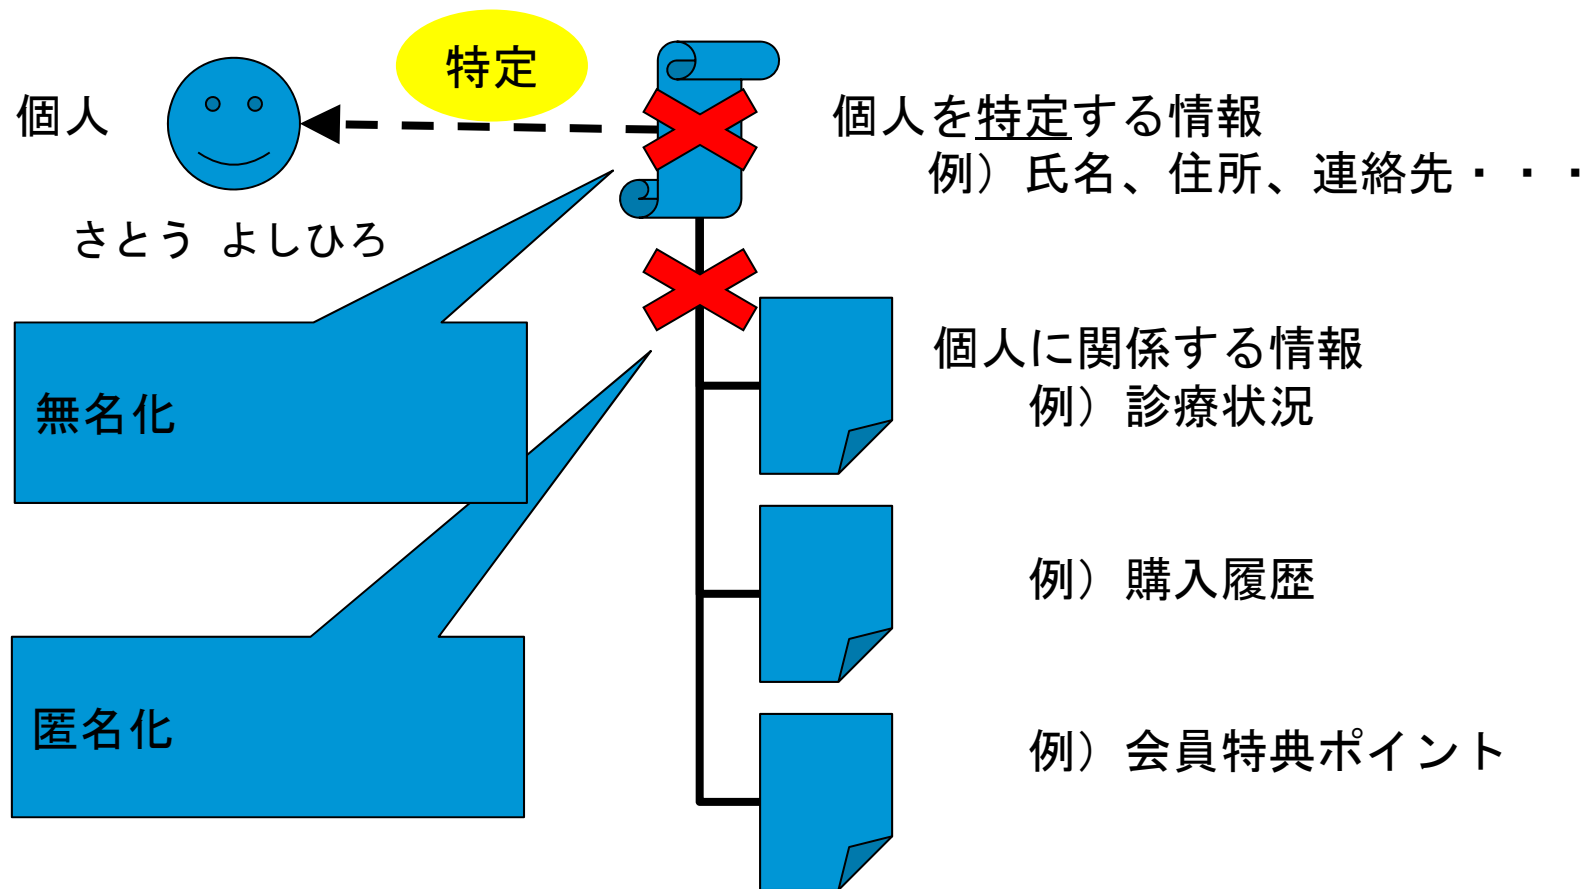 特定
個人
個人を特定する情報
例）氏名、住所、連絡先・・・
さとう よしひろ
個人に関係する情報
例）診療状況
無名化
例）購入履歴
匿名化
例）会員特典ポイント